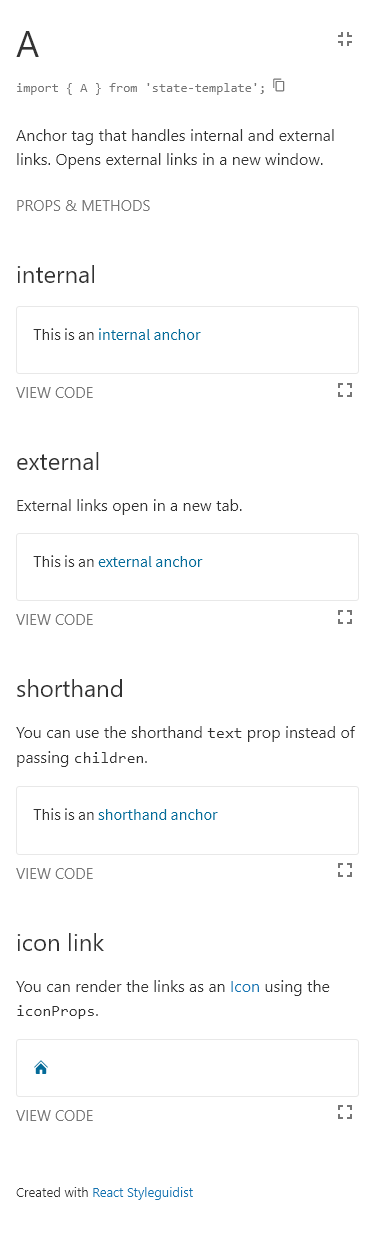 A
import { A } from 'state-template';
Anchor tag that handles internal and external
links. Opens external links in a new window.
PROPS & METHODS
internal
This is an internal anchor
VIEW CODE
external
External links open in a new tab.
This is an external anchor
VIEW CODE
shorthand
You can use the shorthand text prop instead of
passing children.
This is an shorthand anchor
VIEW CODE
icon link
You can render the links as an Icon using the
iconProps.
VIEW CODE
Created with React Styleguidist